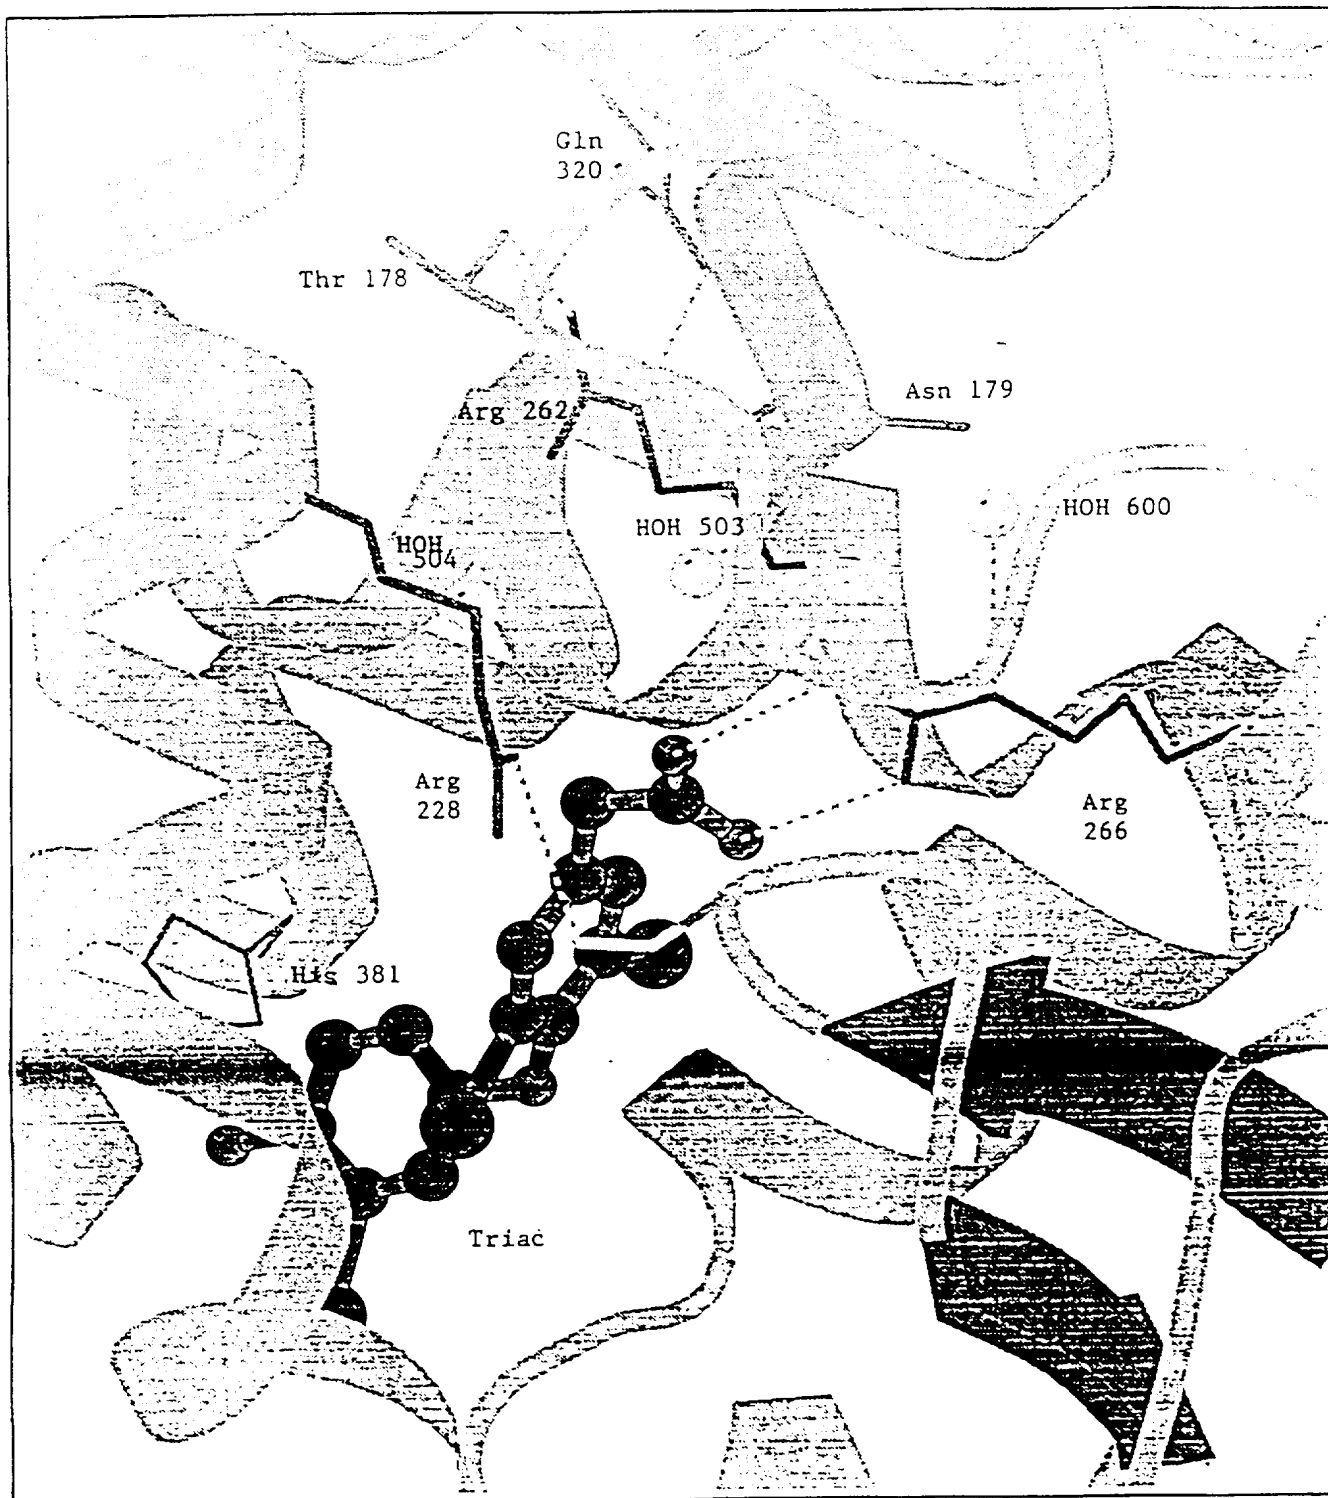 Gln
320
Thr 178
Asn 179
Arg 262
HOH 600
HOH 503
HOH
504
Arg
228
Arg
266
His 381
Triac